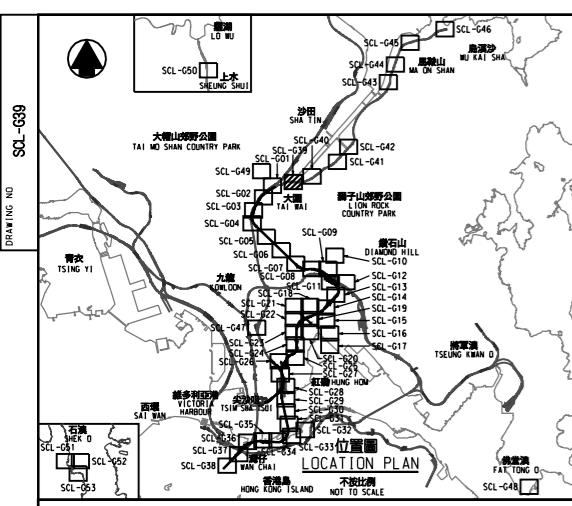 DRAWING NO
SCL-G39
羅湖
LO WU
SCL-G50
上水
SHEUNG SHUI
SCL-G46
SCL-G45
烏溪沙
WU KAI SHA
SCL-G44
馬鞍山
MA ON SHAN
SCL-G43
沙田
SHA TIN
大帽山郊野公園
TAI MO SHAN COUNTRY PARK
SCL-G40
SCL-G39
SCL-G42
SCL-G41
SCL-G49
SCL-G01
SCL-G02
大圍
TAI WAI
獅子山郊野公園
LION ROCK
COUNTRY PARK
SCL-G03
SCL-G04
SCL-G05
SCL-G06
SCL-G07
SCL-G08
SCL-G09
鑽石山
DIAMOND HILL
SCL-G10
SCL-G11
SCL-G12
SCL-G13
SCL-G14
青衣
TSING YI
九龍
KOWLOON
SCL-G18
SCL-G21
SCL-G22
SCL-G19
SCL-G15
SCL-G47
SCL-G16
SCL-G23
SCL-G17
SCL-G24
SCL-G20
SCL-G25
SCL-G26
SCL-G27
將軍澳
TSEUNG KWAN O
紅磡
HUNG HOM
SCL-G28
SCL-G29
SCL-G30
西環
SAI WAN
維多利亞港
VICTORIA
HARBOUR
尖沙咀
TSIM SHA TSUI
SCL-G32
SCL-G33
SCL-G34
SCL-G35
SCL-G36
SCL-G37
SCL-G38
灣仔
WAN CHAI
石澳
SHEK O
SCL-G51
SCL-G52
SCL-G53
位置圖
LOCATION PLAN
香港島
HONG KONG ISLAND
不按比例
NOT TO SCALE
佛堂澳
FAT TONG O
SCL-G48